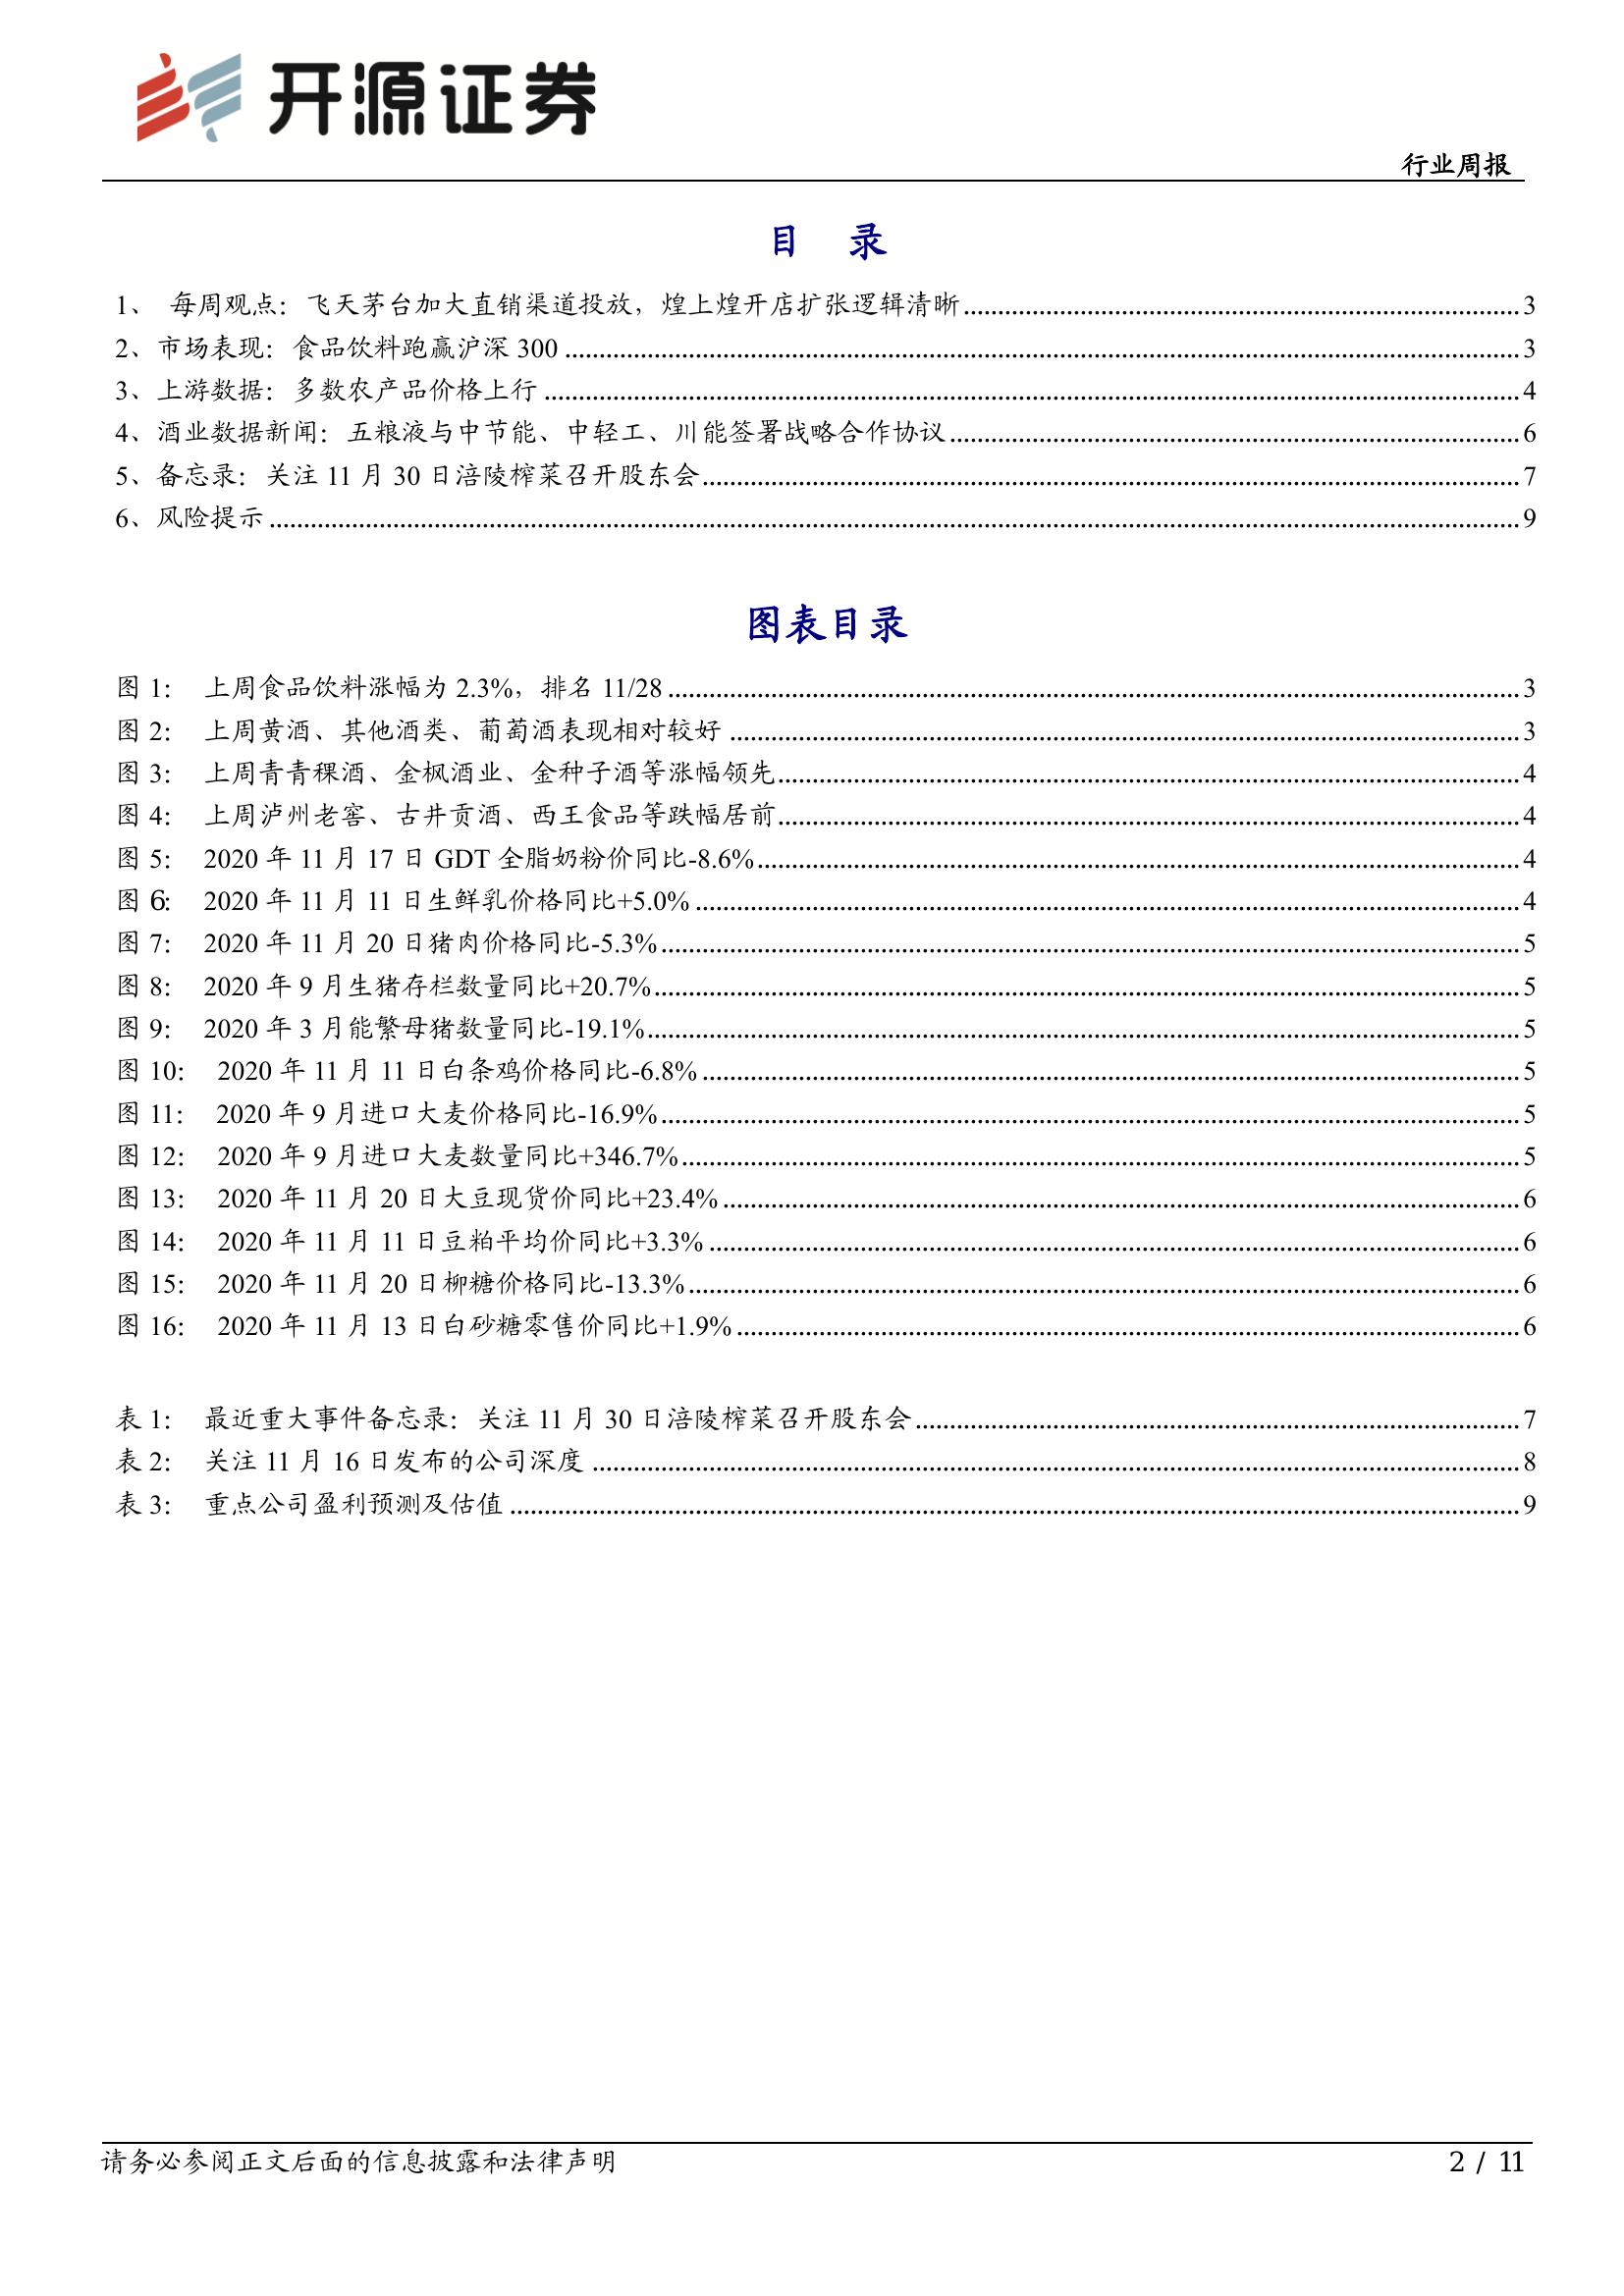 开源证券
行业周报
目 录
1、 每周观点：飞天茅台加大直销渠道投放，煌上煌开店扩张逻辑清晰 3
2、市场表现：食品饮料跑赢沪深 300 3
3、上游数据：多数农产品价格上行 4
4、酒业数据新闻：五粮液与中节能、中轻工、川能签署战略合作协议 6
5、备忘录：关注 11 月 30 日涪陵榨菜召开股东会 7
6、风险提示 9
图表目录
图 1： 上周食品饮料涨幅为 2.3%，排名 11/28 3
图 2： 上周黄酒、其他酒类、葡萄酒表现相对较好 3
图 3： 上周青青稞酒、金枫酒业、金种子酒等涨幅领先 4
图 4： 上周泸州老窖、古井贡酒、西王食品等跌幅居前 4
图 5： 2020 年 11 月 17 日 GDT 全脂奶粉价同比-8.6% 4
图 6： 2020 年 11 月 11 日生鲜乳价格同比+5.0% 4
图 7： 2020 年 11 月 20 日猪肉价格同比-5.3% 5
图 8： 2020 年 9 月生猪存栏数量同比+20.7% 5
图 9： 2020 年 3 月能繁母猪数量同比-19.1% 5
图 10： 2020 年 11 月 11 日白条鸡价格同比-6.8% 5
图 11： 2020 年 9 月进口大麦价格同比-16.9% 5
图 12： 2020 年 9 月进口大麦数量同比+346.7% 5
图 13： 2020 年 11 月 20 日大豆现货价同比+23.4% 6
图 14： 2020 年 11 月 11 日豆粕平均价同比+3.3% 6
图 15： 2020 年 11 月 20 日柳糖价格同比-13.3% 6
图 16： 2020 年 11 月 13 日白砂糖零售价同比+1.9% 6
表 1： 最近重大事件备忘录：关注 11 月 30 日涪陵榨菜召开股东会 7
表 2： 关注 11 月 16 日发布的公司深度 8
表 3： 重点公司盈利预测及估值 9
请务必参阅正文后面的信息披露和法律声明 2 / 11